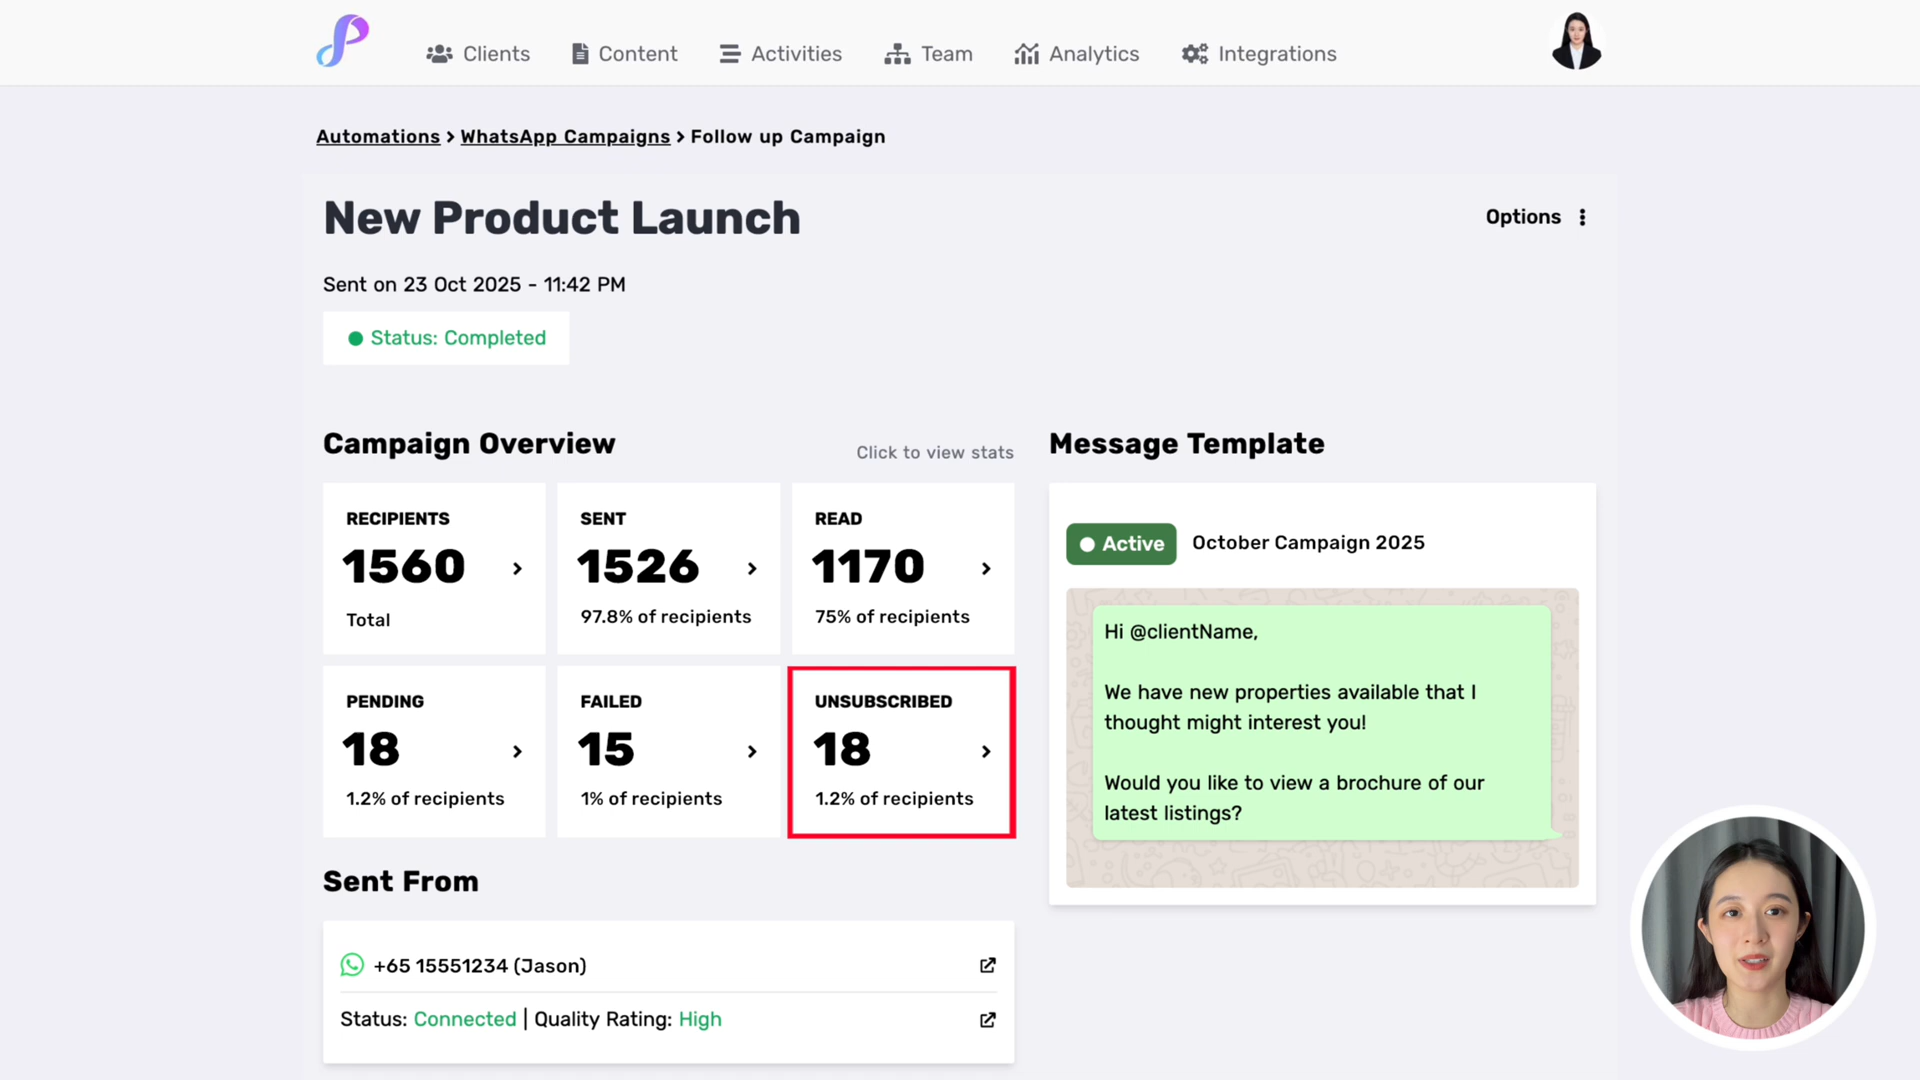 Clients
Content
Activities
Team
Analytics
Integrations
Automations > WhatsApp Campaigns > Follow up Campaign
New Product Launch
Options
Sent on 23 Oct 2025 - 11:42 PM
Status: Completed
Campaign Overview
Click to view stats
RECIPIENTS
1560
Total
SENT
1526
97.8% of recipients
READ
1170
75% of recipients
PENDING
18
1.2% of recipients
FAILED
15
1% of recipients
UNSUBSCRIBED
18
1.2% of recipients
Message Template
Active
October Campaign 2025
Hi @clientName,
We have new properties available that I
thought might interest you!
Would you like to view a brochure of our
latest listings?
Sent From
+65 15551234 (Jason)
Status: Connected | Quality Rating: High